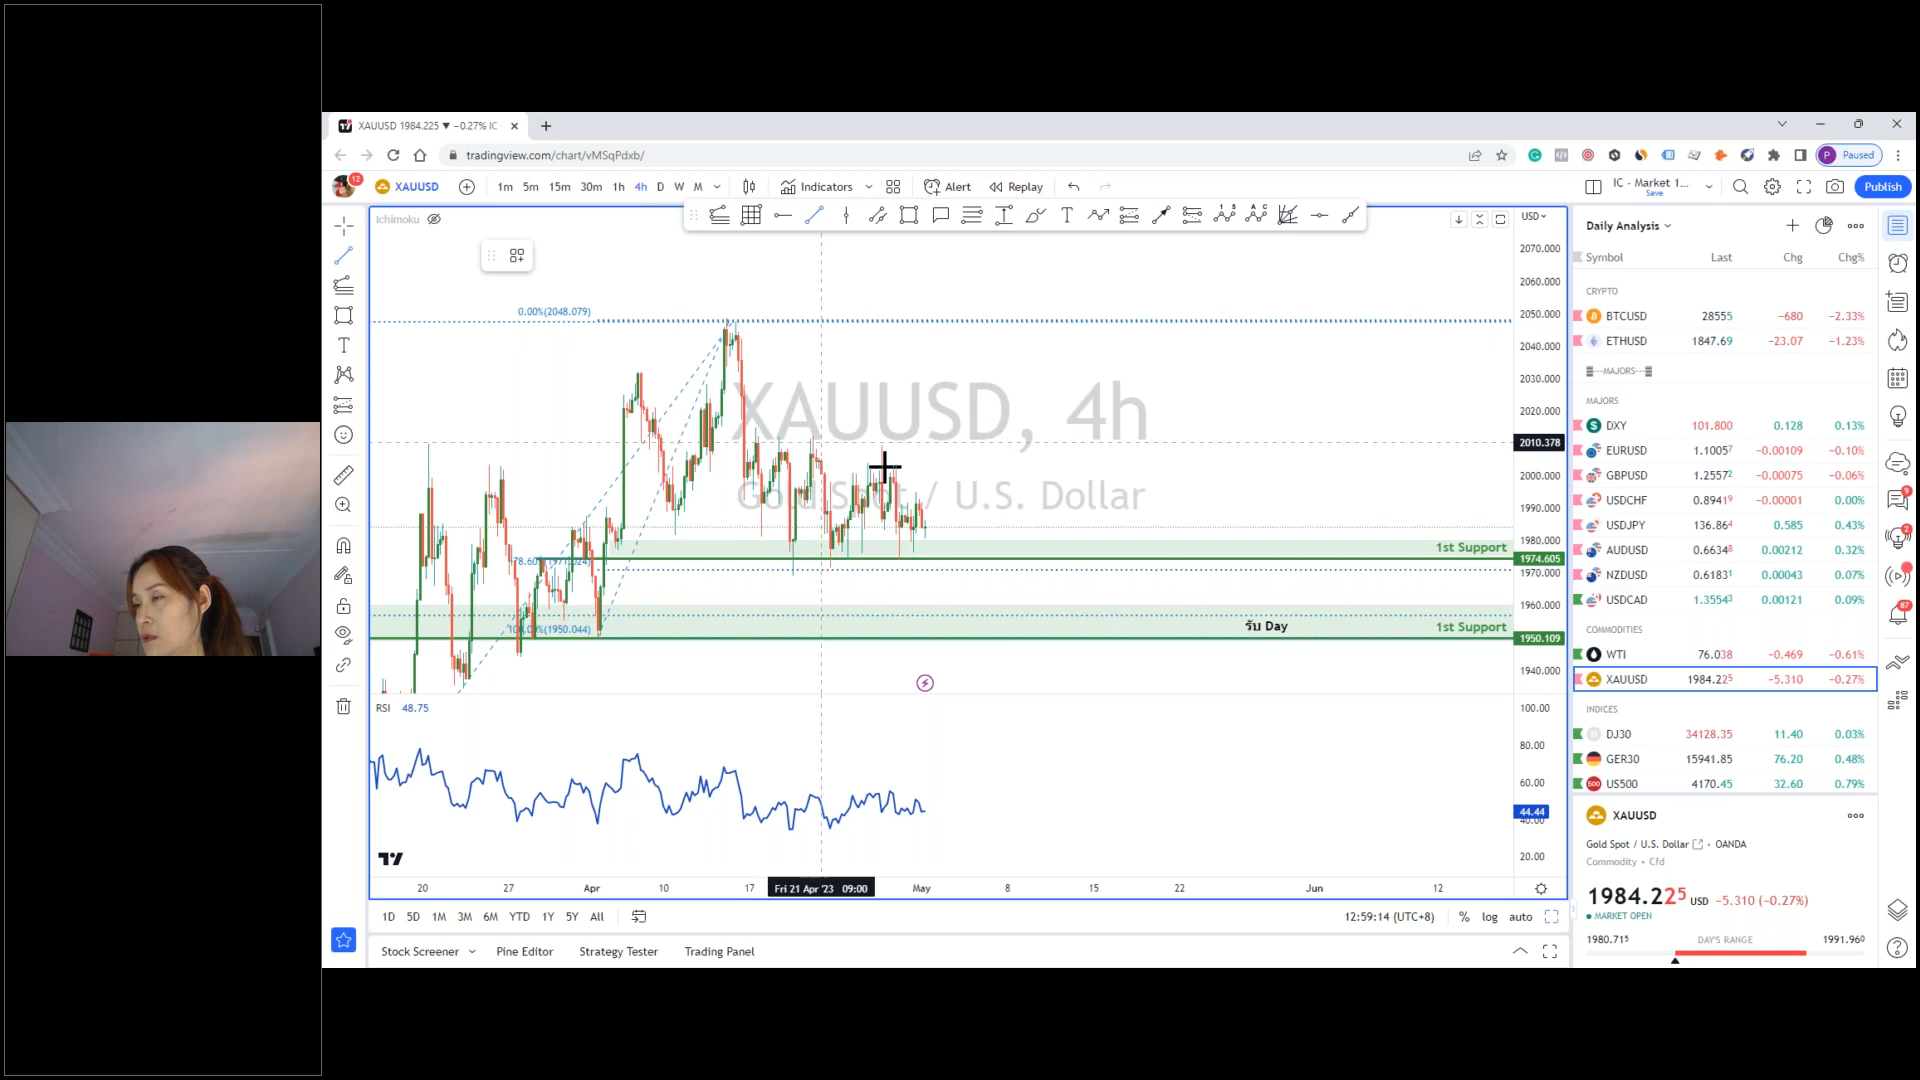 XAUUSD 1984.225 ▼ −0.27% IC
tradingview.com/chart/vMSqPdxb/
Paused
12
XAUUSD
1m 5m 15m 30m 1h 4h D W M
Indicators
Alert
Replay
IC - Market 1...
Save
Publish
Ichimoku
XAUUSD, 4h
Gold Spot / U.S. Dollar
0.00%(2048.079)
1st Support
รับ Day
1st Support
USD
2070.000
2060.000
2050.000
2040.000
2030.000
2020.000
2010.378
2000.000
1990.000
1980.000
1974.605
1970.000
1960.000
1950.109
1940.000
RSI 48.75
100.00
80.00
60.00
44.44
40.00
20.00
20 27 Apr 10 17 Fri 21 Apr '23 09:00 May 8 15 22 Jun 12
1D 5D 1M 3M 6M YTD 1Y 5Y All
12:59:14 (UTC+8) % log auto
Stock Screener Pine Editor Strategy Tester Trading Panel
Daily Analysis
Symbol Last Chg Chg%
CRYPTO
BTCUSD 28555 −680 −2.33%
ETHUSD 1847.69 −23.07 −1.23%
MAJORS
MAJORS
DXY 101.800 0.128 0.13%
EURUSD 1.10057 −0.00109 −0.10%
GBPUSD 1.25572 −0.00075 −0.06%
USDCHF 0.89419 −0.00001 0.00%
USDJPY 136.864 0.585 0.43%
AUDUSD 0.66348 0.00212 0.32%
NZDUSD 0.61831 0.00043 0.07%
USDCAD 1.35543 0.00121 0.09%
COMMODITIES
WTI 76.038 −0.469 −0.61%
XAUUSD 1984.225 −5.310 −0.27%
INDICES
DJ30 34128.35 11.40 0.03%
GER30 15941.85 76.20 0.48%
US500 4170.45 32.60 0.79%
XAUUSD
Gold Spot / U.S. Dollar • OANDA
Commodity • Cfd
1984.225 USD −5.310 (−0.27%)
MARKET OPEN
1980.715 DAY'S RANGE 1991.960
9
2
87